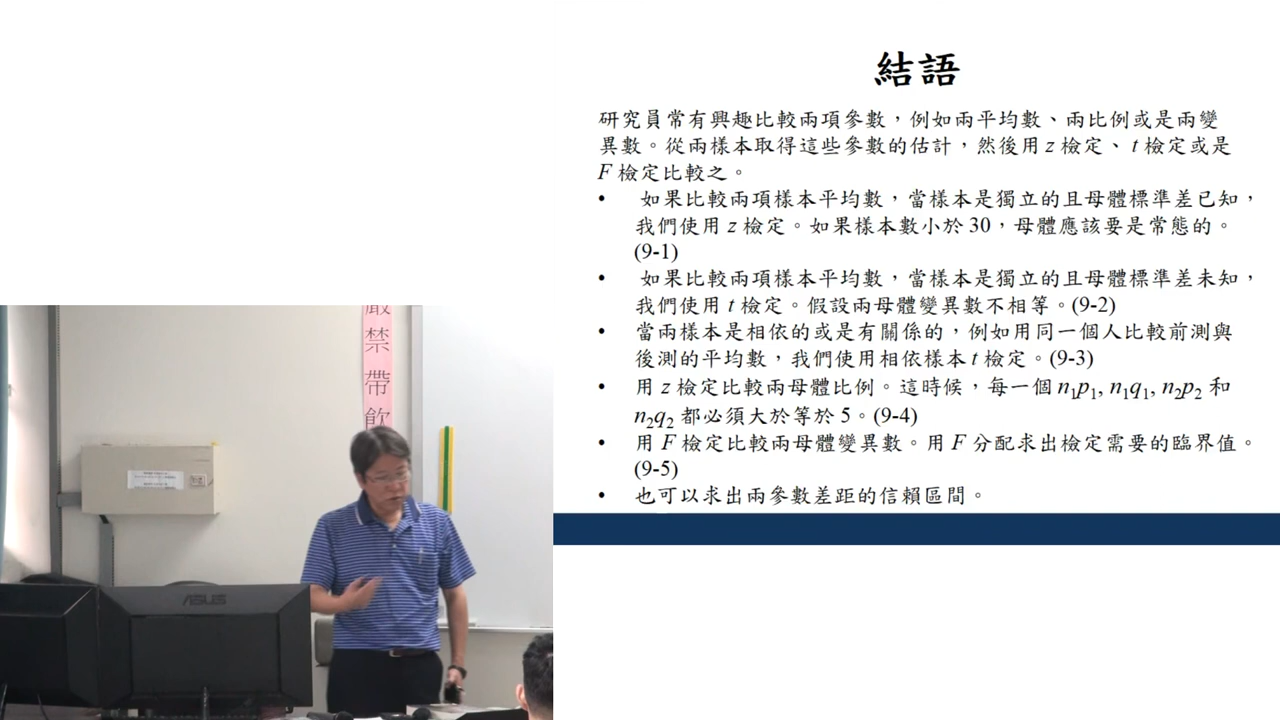 結語
研究員常有興趣比較兩項參數，例如兩平均數、兩比例或是兩變
異數。從兩樣本取得這些參數的估計，然後用 z 檢定、 t 檢定或是
F 檢定比較之。
• 如果比較兩項樣本平均數，當樣本是獨立的且母體標準差已知，
我們使用 z 檢定。如果樣本數小於 30，母體應該要是常態的。
(9-1)
• 如果比較兩項樣本平均數，當樣本是獨立的且母體標準差未知，
我們使用 t 檢定。假設兩母體變異數不相等。(9-2)
• 當兩樣本是相依的或是有關係的，例如用同一個人比較前測與
後測的平均數，我們使用相依樣本 t 檢定。(9-3)
• 用 z 檢定比較兩母體比例。這時候，每一個 n₁p₁, n₁q₁, n₂p₂ 和
n₂q₂ 都必須大於等於 5。(9-4)
• 用 F 檢定比較兩母體變異數。用 F 分配求出檢定需要的臨界值。
(9-5)
• 也可以求出兩參數差距的信賴區間。
嚴禁帶飲
ASUS